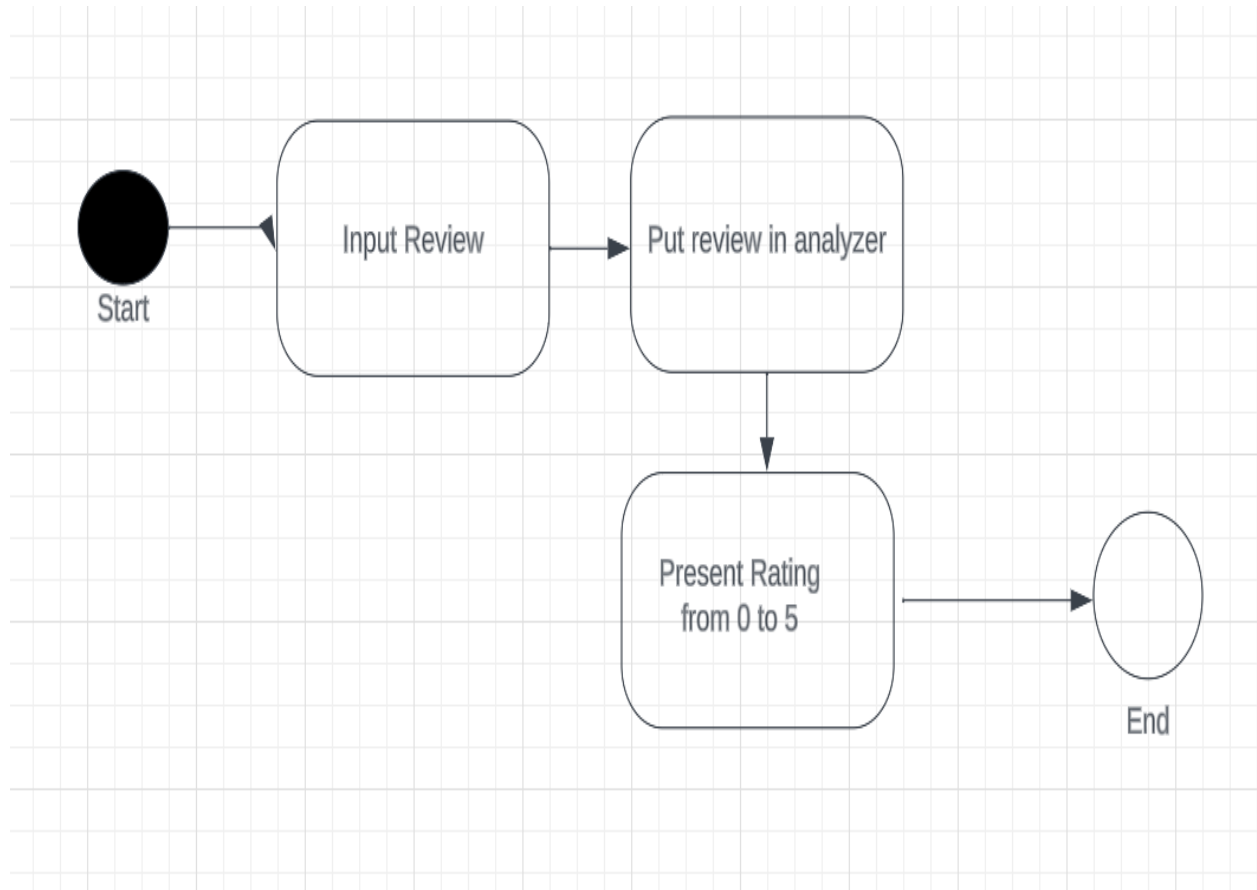 Start
Input Review
Put review in analyzer
Present Rating
from 0 to 5
End